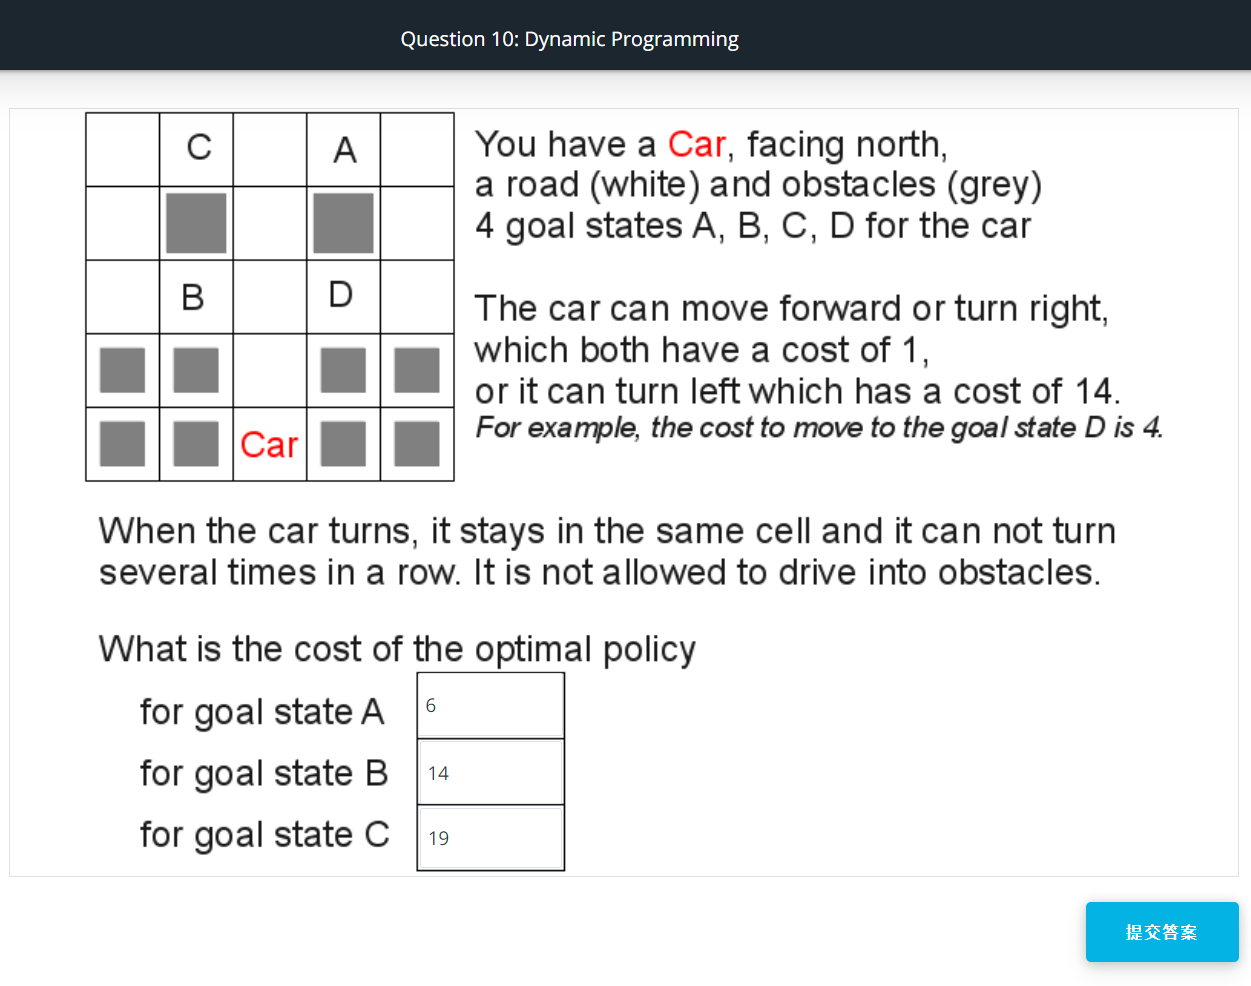 Question 10: Dynamic Programming
C A
You have a Car, facing north,
a road (white) and obstacles (grey)
4 goal states A, B, C, D for the car
B D
The car can move forward or turn right,
which both have a cost of 1,
or it can turn left which has a cost of 14.
For example, the cost to move to the goal state D is 4.
Car
When the car turns, it stays in the same cell and it can not turn
several times in a row. It is not allowed to drive into obstacles.
What is the cost of the optimal policy
for goal state A 6
for goal state B 14
for goal state C 19
提交答案